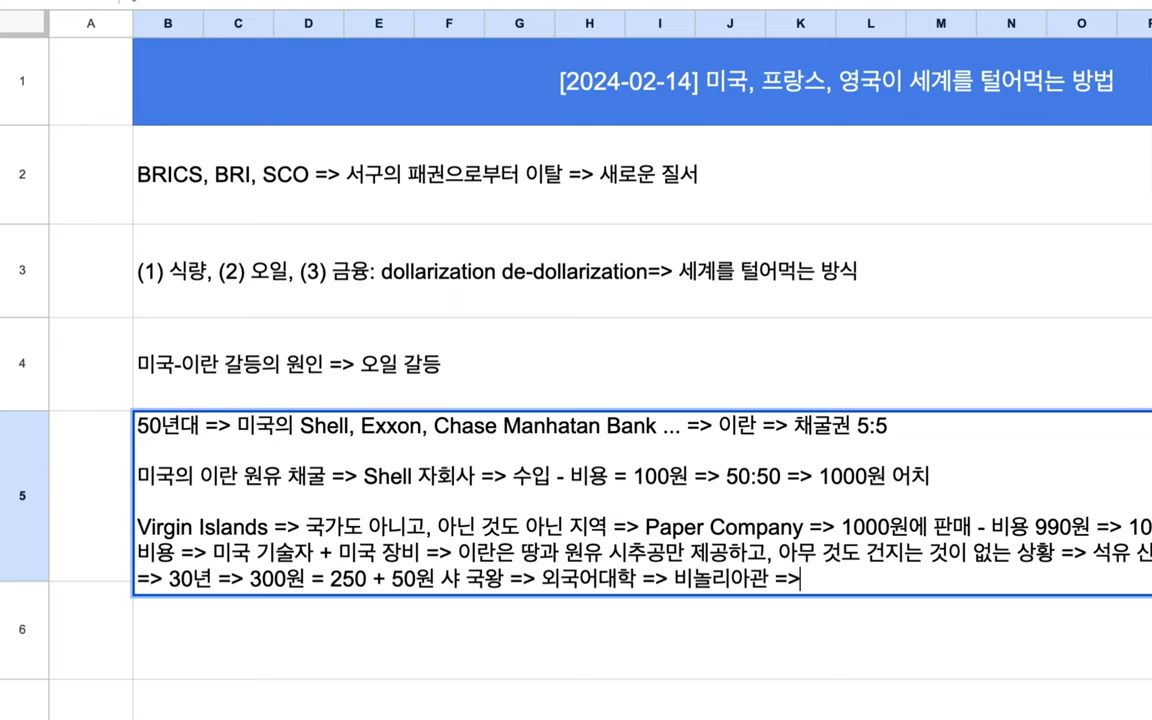 A B C D E F G H I J K L M N O
1 [2024-02-14] 미국, 프랑스, 영국이 세계를 털어먹는 방법
2 BRICS, BRI, SCO => 서구의 패권으로부터 이탈 => 새로운 질서
3 (1) 식량, (2) 오일, (3) 금융: dollarization de-dollarization=> 세계를 털어먹는 방식
4 미국-이란 갈등의 원인 => 오일 갈등
50년대 => 미국의 Shell, Exxon, Chase Manhatan Bank ... => 이란 => 채굴권 5:5
미국의 이란 원유 채굴 => Shell 자회사 => 수입 - 비용 = 100원 => 50:50 => 1000원 어치
5
Virgin Islands => 국가도 아니고, 아닌 것도 아닌 지역 => Paper Company => 1000원에 판매 - 비용 990원 => 10
비용 => 미국 기술자 + 미국 장비 => 이란은 땅과 원유 시추공만 제공하고, 아무 것도 건지는 것이 없는 상황 => 석유
=> 30년 => 300원 = 250 + 50원 샤 국왕 => 외국어대학 => 비놀리아관 =>
6